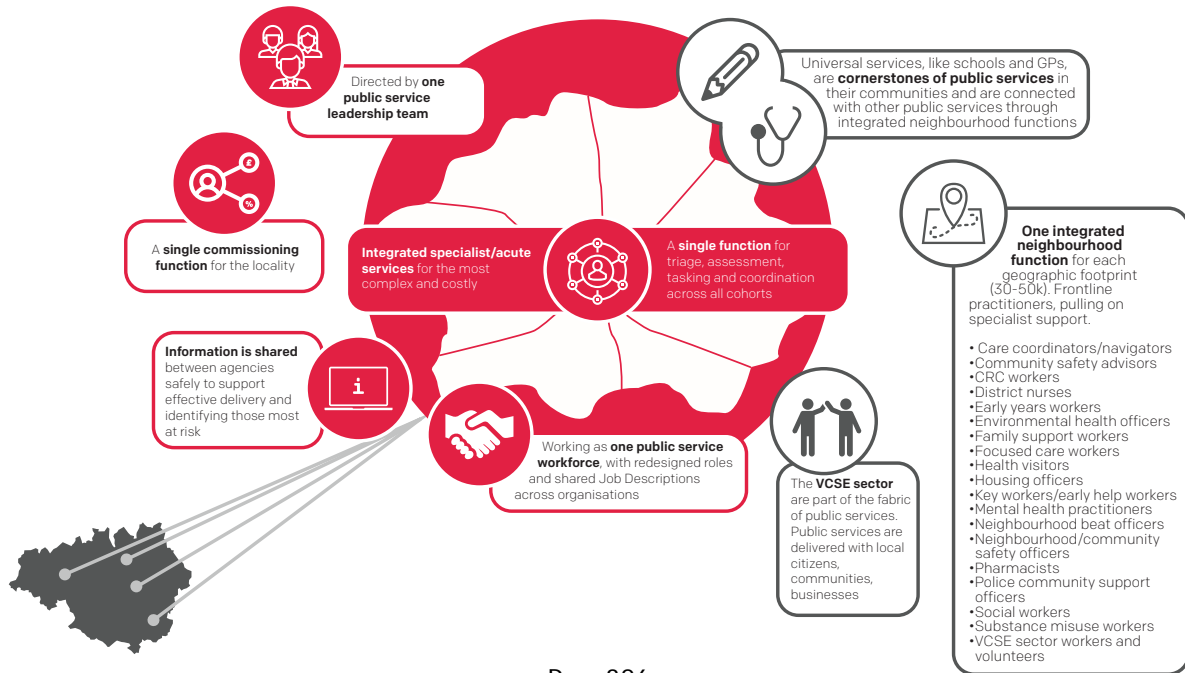 Directed by one
public service
leadership team
Universal services, like schools and GPs,
are cornerstones of public services in
their communities and are connected
with other public services through
integrated neighbourhood functions
£
%
A single commissioning
function for the locality
Integrated specialist/acute
services for the most
complex and costly
A single function for
triage, assessment,
tasking and coordination
across all cohorts
One integrated
neighbourhood
function for each
geographic footprint
(30-50k). Frontline
practitioners, pulling on
specialist support.
• Care coordinators/navigators
•Community safety advisors
•CRC workers
•District nurses
•Early years workers
•Environmental health officers
•Family support workers
•Focused care workers
•Health visitors
•Housing officers
•Key workers/early help workers
•Mental health practitioners
•Neighbourhood beat officers
•Neighbourhood/community
safety officers
•Pharmacists
•Police community support
officers
•Social workers
•Substance misuse workers
•VCSE sector workers and
volunteers
Information is shared
between agencies
safely to support
effective delivery and
identifying those most
at risk
i
Working as one public service
workforce, with redesigned roles
and shared Job Descriptions
across organisations
The VCSE sector
are part of the fabric
of public services.
Public services are
delivered with local
citizens,
communities,
businesses